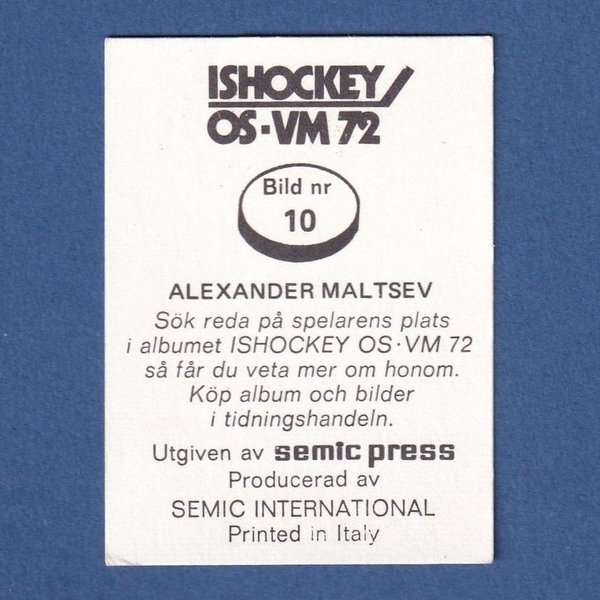 ISHOCKEY
OS·VM 72
Bild nr
10
ALEXANDER MALTSEV
Sök reda på spelarens plats
i albumet ISHOCKEY OS·VM 72
så får du veta mer om honom.
Köp album och bilder
i tidningshandeln.
Utgiven av semic press
Producerad av
SEMIC INTERNATIONAL
Printed in Italy